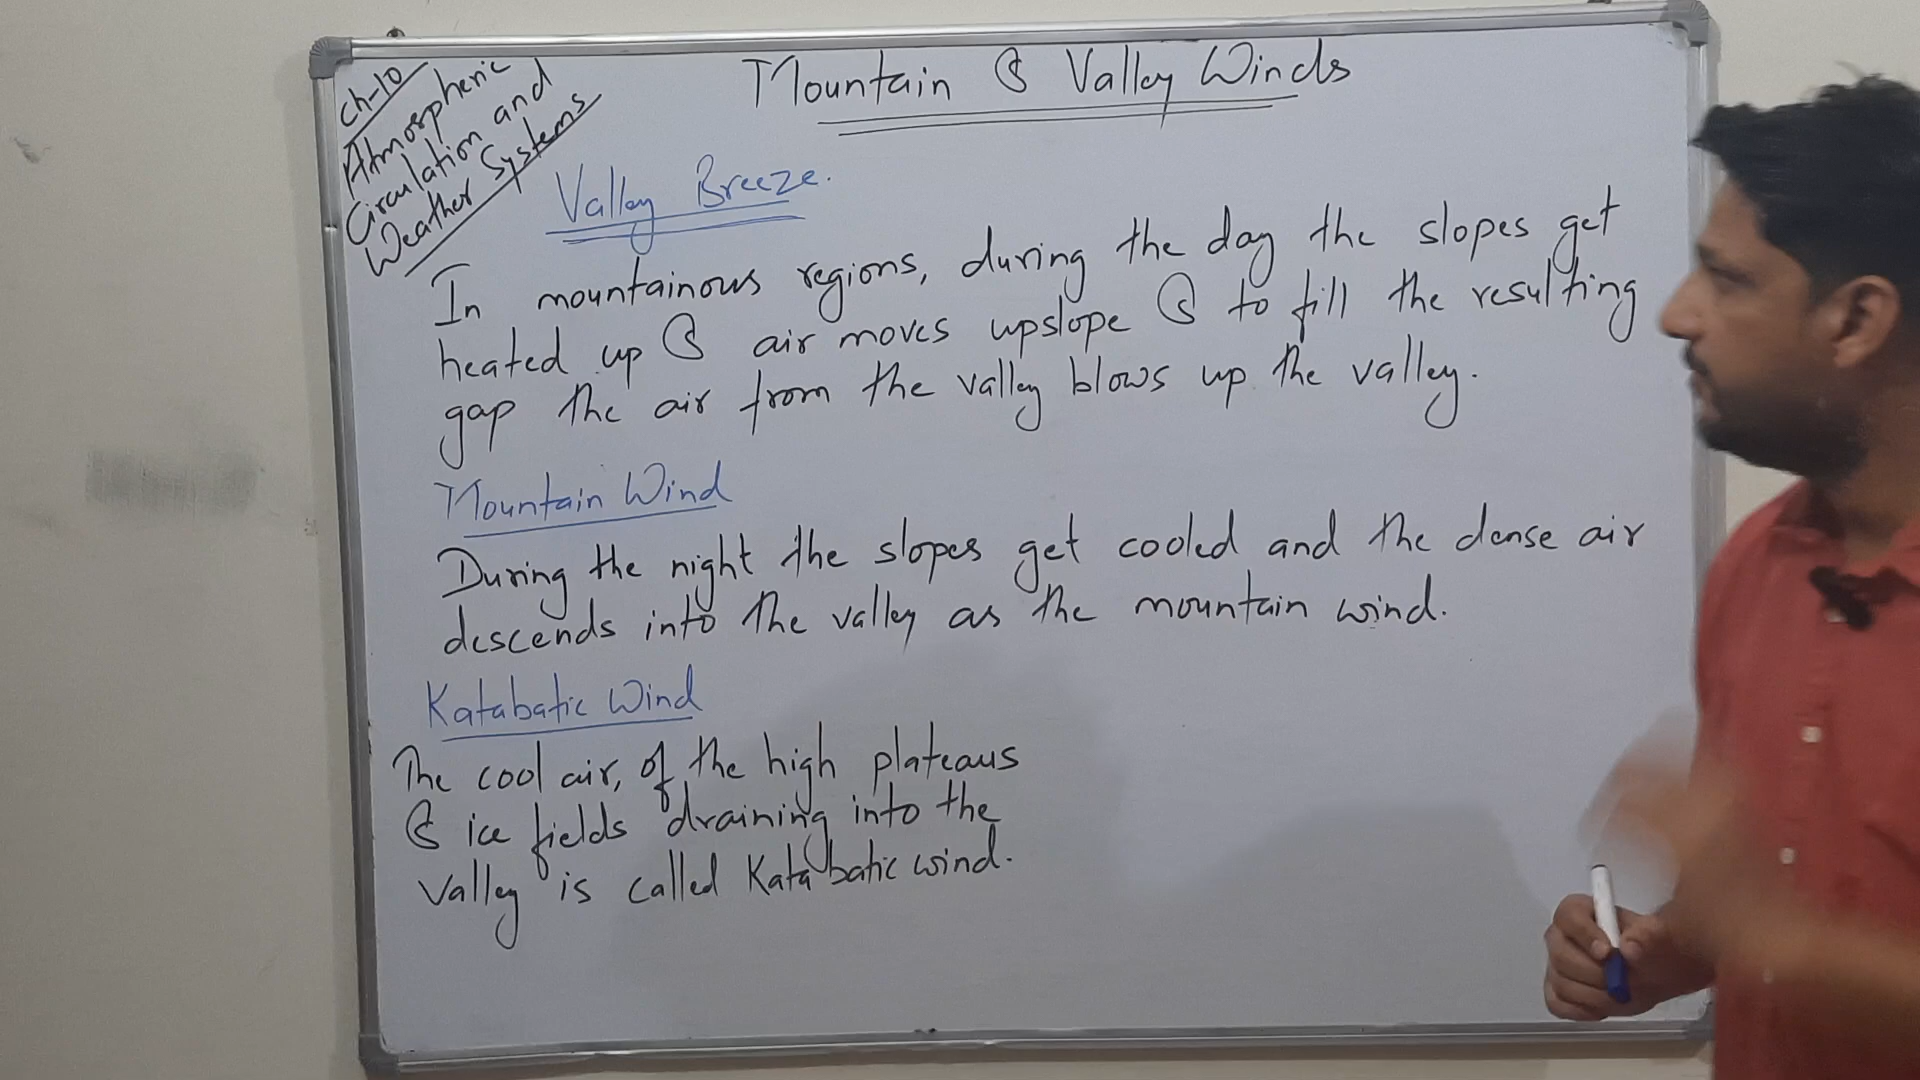 Ch-10
Atmospheric
Circulation and
Weather Systems
Mountain & Valley Winds
Valley Breeze.
In mountainous regions, during the day the slopes get
heated up & air moves upslope & to fill the resulting
gap the air from the valley blows up the valley.
Mountain Wind
During the night the slopes get cooled and the dense air
descends into the valley as the mountain wind.
Katabatic Wind
The cool air, of the high plateaus
& ice fields draining into the
valley is called Katabatic wind.